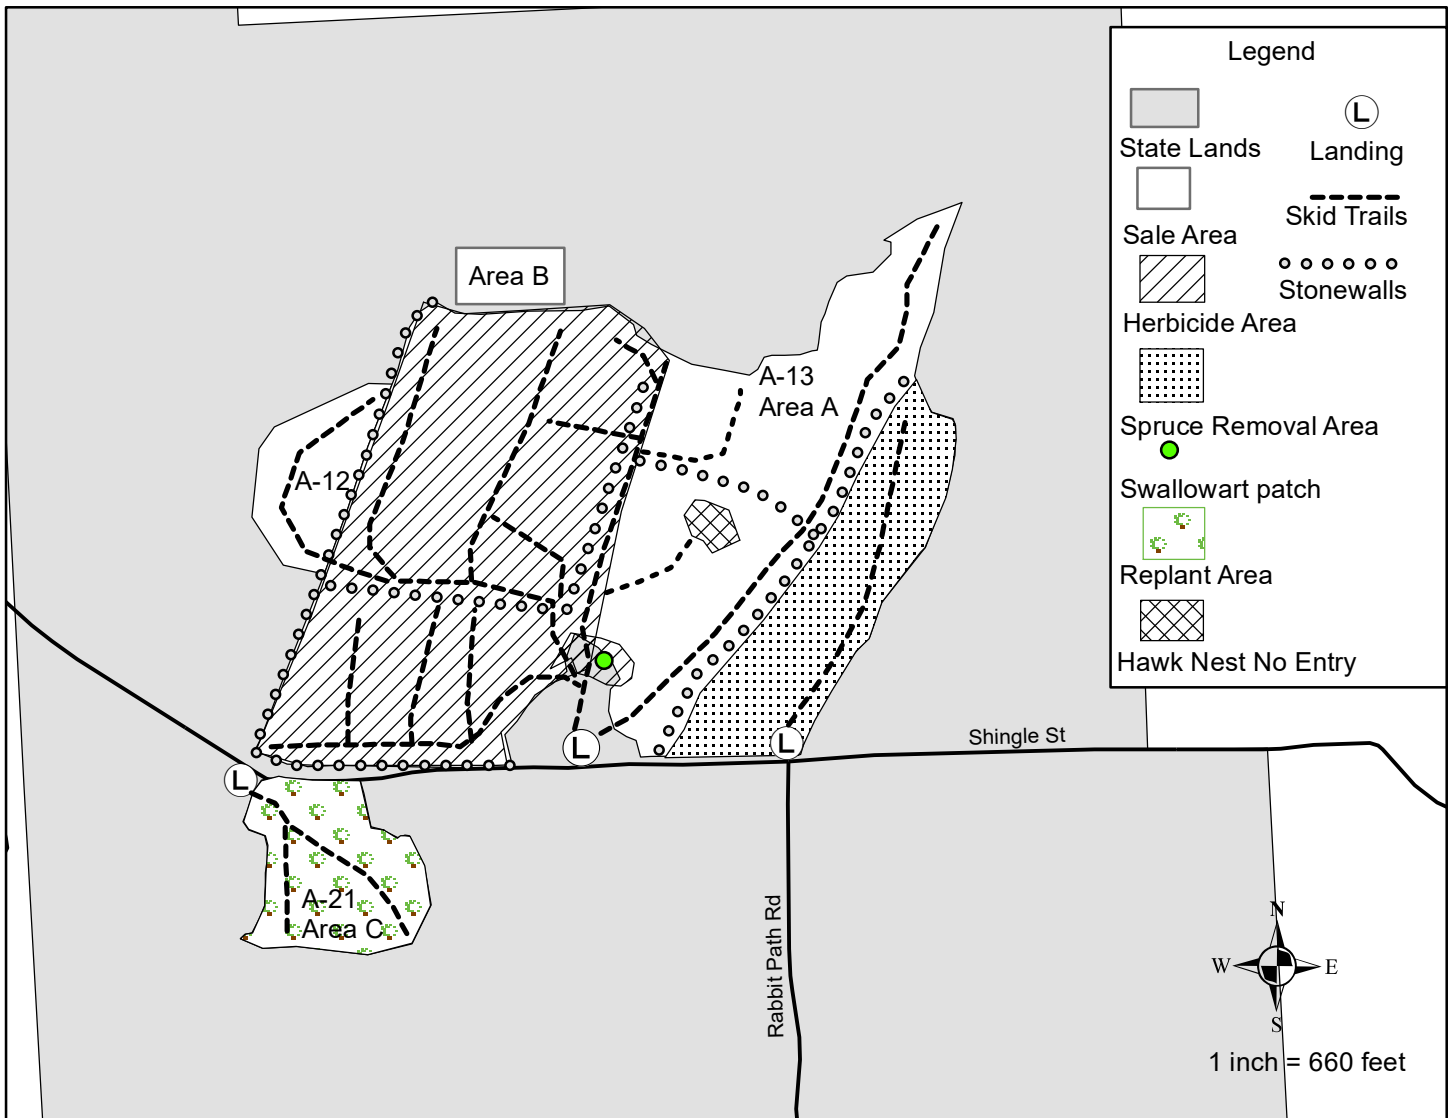 Legend
L
State Lands
Landing
Skid Trails
Sale Area
Stonewalls
Herbicide Area
Spruce Removal Area
Swallowart patch
Replant Area
Hawk Nest No Entry
Area B
A-13
Area A
A-12
L
L
Shingle St
L
A-21
Area C
Rabbit Path Rd
N
W
E
S
1 inch = 660 feet